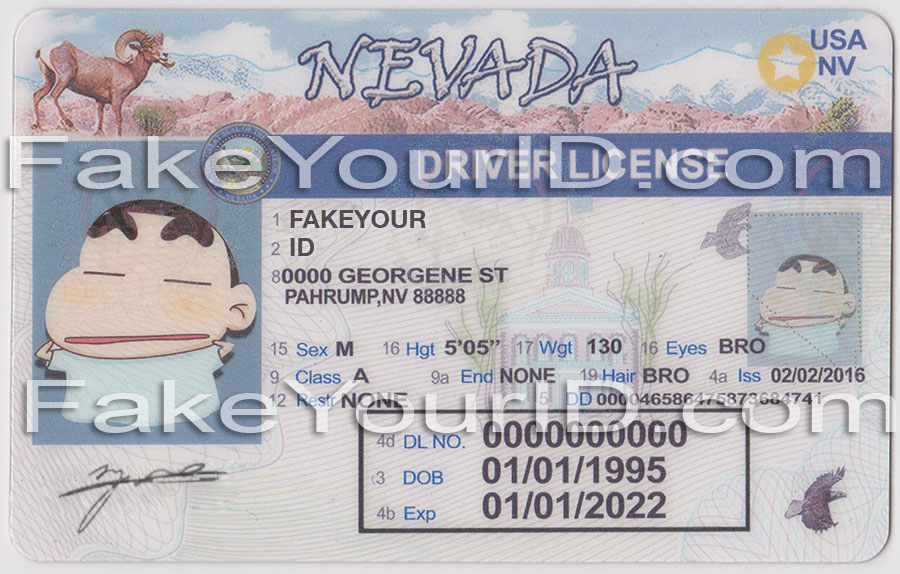 NEVADA
USA
NV
FakeYourID.com
DRIVER LICENSE
1 FAKEYOUR
2 ID
8 0000 GEORGENE ST
PAHRUMP,NV 88888
15 Sex M 16 Hgt 5'05" 17 Wgt 130 16 Eyes BRO
9 Class A 9a End NONE 19 Hair BRO 4a Iss 02/02/2016
12 Restr NONE 5 DD
FakeYourID.com
4d DL NO. 0000000000
3 DOB 01/01/1995
4b Exp 01/01/2022